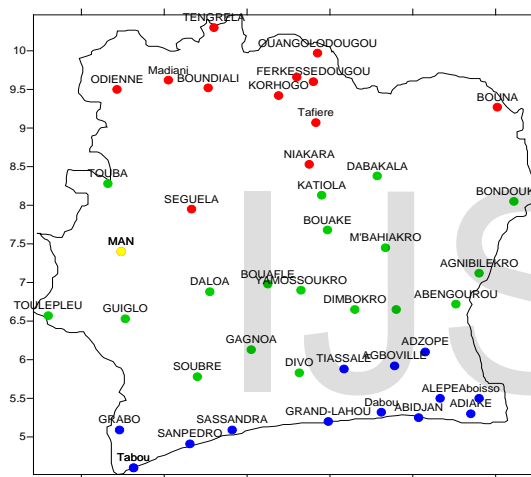 TENGRELA
OUANGOLODOUGOU
10
Madiani
FERKESSEDOUGOU
ODIENNE
BOUNDIALI
KORHOGO
9.5
BOUNA
Tafiere
9
NIAKARA
8.5
TOUBA
DABAKALA
KATIOLA
SEGUELA
BONDOUK
8
BOUAKE
MAN
M'BAHIAKRO
7.5
BOUAFLE
AGNIBILEKRO
DALOA
YAMOSSOUKRO
7
TOULEPLEU
GUIGLO
DIMBOKRO
ABENGOUROU
6.5
GAGNOA
ADZOPE
6
SOUBRE
DIVO
TIASSALE
AGBOVILLE
5.5
ALEPE
Aboisso
GRABO
SASSANDRA
GRAND-LAHOU
Dabou
ABIDJAN
ADIAKE
5
SANPEDRO
Tabou
IJS